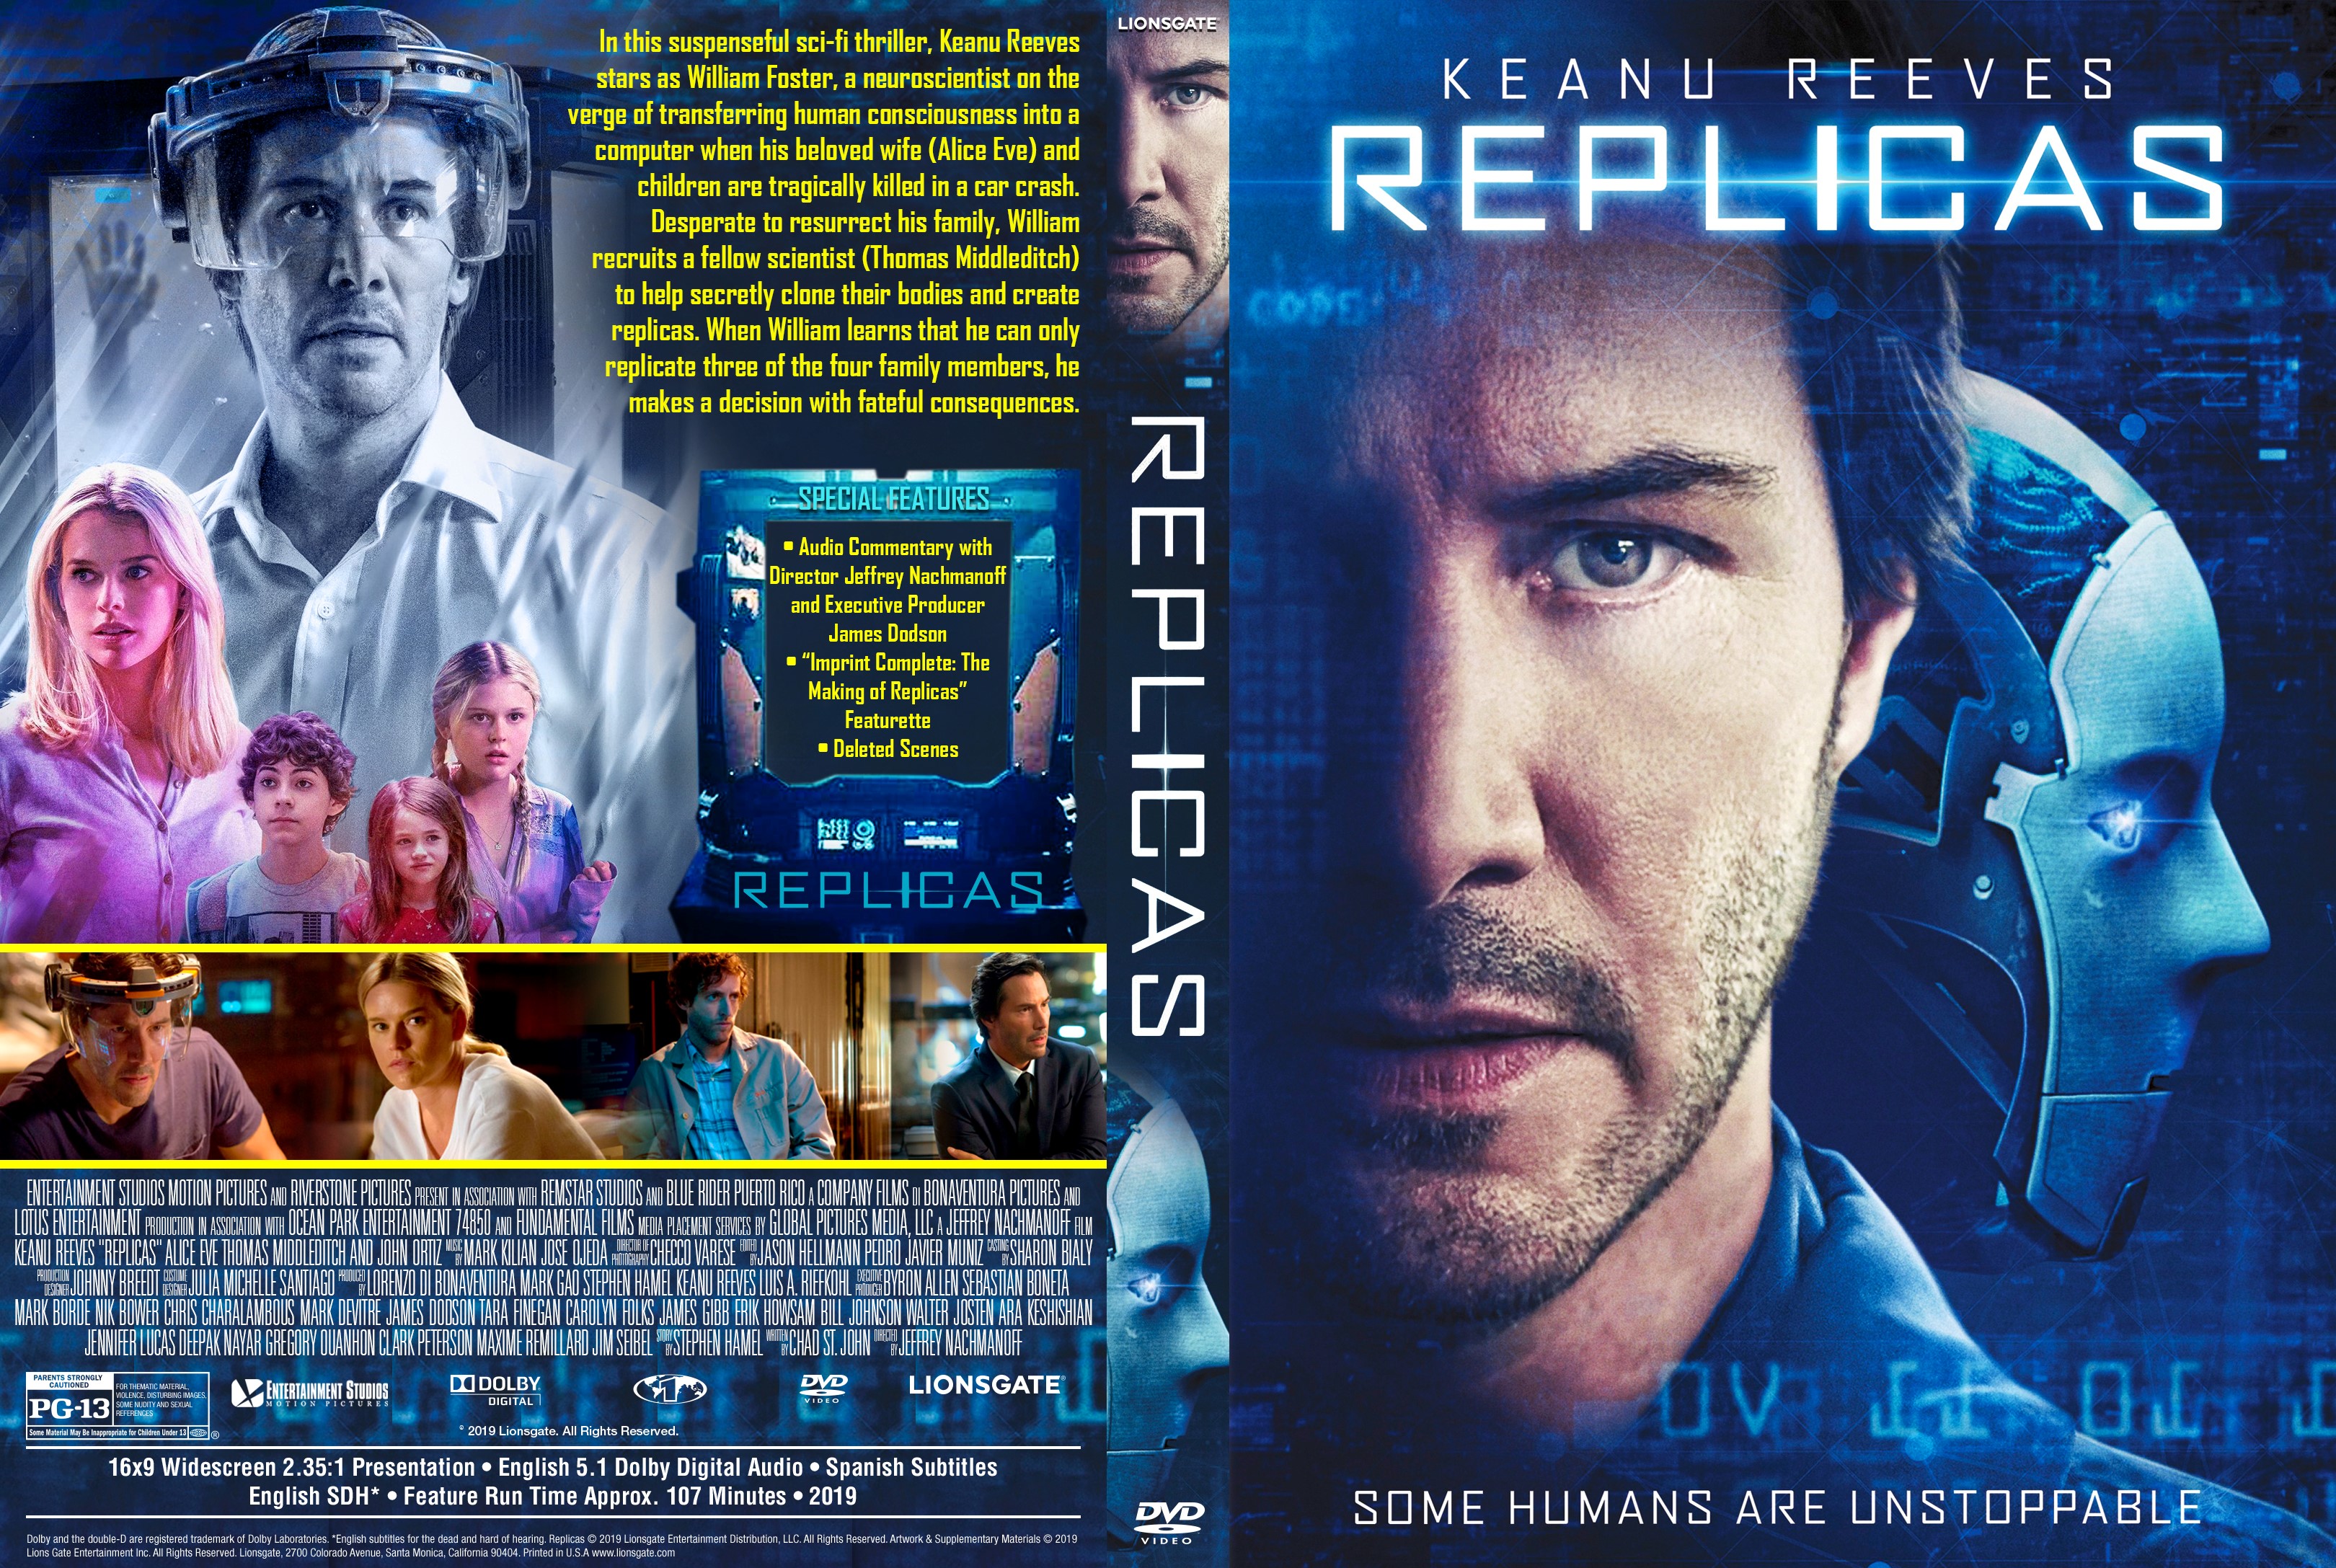 In this suspenseful sci-fi thriller, Keanu Reeves
stars as William Foster, a neuroscientist on the
verge of transferring human consciousness into a
computer when his beloved wife (Alice Eve) and
children are tragically killed in a car crash.
Desperate to resurrect his family, William
recruits a fellow scientist (Thomas Middleditch)
to help secretly clone their bodies and create
replicas. When William learns that he can only
replicate three of the four family members, he
makes a decision with fateful consequences.
SPECIAL FEATURES
• Audio Commentary with
Director Jeffrey Nachmanoff
and Executive Producer
James Dodson
• “Imprint Complete: The
Making of Replicas”
Featurette
• Deleted Scenes
REPLICAS
ENTERTAINMENT STUDIOS MOTION PICTURES AND RIVERSTONE PICTURES PRESENT IN ASSOCIATION WITH REMSTAR STUDIOS AND BLUE RIDER PUERTO RICO A COMPANY FILMS DI BONAVENTURA PICTURES AND
LOTUS ENTERTAINMENT PRODUCTION IN ASSOCIATION WITH OCEAN PARK ENTERTAINMENT 74850 AND FUNDAMENTAL FILMS MEDIA PLACEMENT SERVICES BY GLOBAL PICTURES MEDIA, LLC A JEFFREY NACHMANOFF FILM
KEANU REEVES "REPLICAS" ALICE EVE THOMAS MIDDLEDITCH AND JOHN ORTIZ MUSIC BY MARK KILIAN JOSE OJEDA DIRECTOR OF PHOTOGRAPHY CHECCO VARESE EDITED BY JASON HELLMANN PEDRO JAVIER MUNIZ CASTING BY SHARON BIALY
PRODUCTION DESIGNER JOHNNY BREEDT COSTUME DESIGNER JULIA MICHELLE SANTIAGO PRODUCED BY LORENZO DI BONAVENTURA MARK GAO STEPHEN HAMEL KEANU REEVES LUIS A. RIEFKOHL EXECUTIVE PRODUCER BYRON ALLEN SEBASTIAN BONETA
MARK BORDE NIK BOWER CHRIS CHARALAMBOUS MARK DEVITRE JAMES DODSON TARA FINEGAN CAROLYN FOLKS JAMES GIBB ERIK HOWSAM BILL JOHNSON WALTER JOSTEN ARA KESHISHIAN
JENNIFER LUCAS DEEPAK NAYAR GREGORY OUANHON CLARK PETERSON MAXIME REMILLARD JIM SEIBEL STORY BY STEPHEN HAMEL WRITTEN BY CHAD ST. JOHN DIRECTED BY JEFFREY NACHMANOFF
PARENTS STRONGLY
CAUTIONED
PG-13
FOR THEMATIC MATERIAL,
VIOLENCE, DISTURBING IMAGES,
SOME NUDITY AND SEXUAL
REFERENCES
Some Material May Be Inappropriate for Children Under 13
®
ENTERTAINMENT STUDIOS
MOTION PICTURES
DOLBY
DIGITAL
1
DVD
VIDEO
LIONSGATE®
© 2019 Lionsgate. All Rights Reserved.
16x9 Widescreen 2.35:1 Presentation • English 5.1 Dolby Digital Audio • Spanish Subtitles
English SDH* • Feature Run Time Approx. 107 Minutes • 2019
Dolby and the double-D are registered trademark of Dolby Laboratories. *English subtitles for the dead and hard of hearing. Replicas © 2019 Lionsgate Entertainment Distribution, LLC. All Rights Reserved. Artwork & Supplementary Materials © 2019
Lions Gate Entertainment Inc. All Rights Reserved. Lionsgate, 2700 Colorado Avenue, Santa Monica, California 90404. Printed in U.S.A www.lionsgate.com
LIONSGATE
REPLICAS
DVD
VIDEO
KEANU REEVES
REPLICAS
SOME HUMANS ARE UNSTOPPABLE